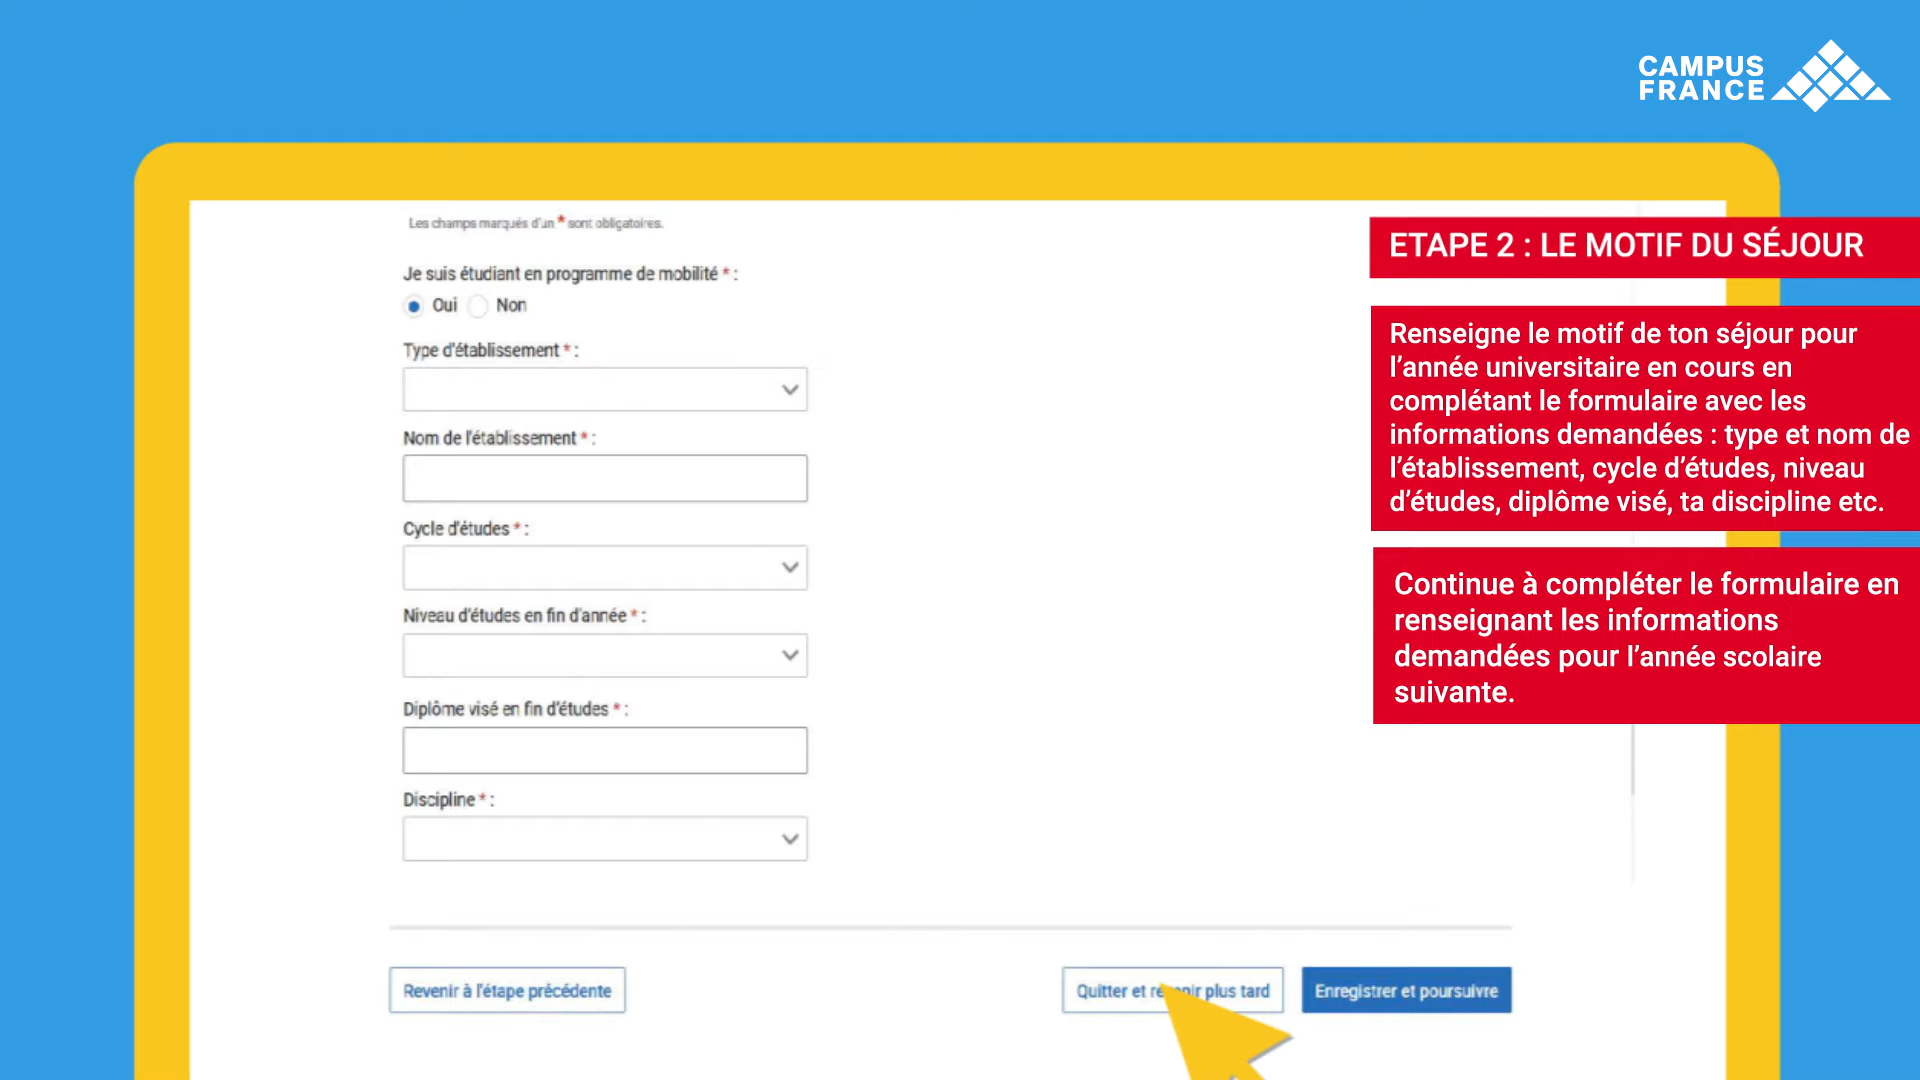 CAMPUS
FRANCE
Les champs marqués d'un * sont obligatoires.
Je suis étudiant en programme de mobilité * :
Oui Non
Type d'établissement * :
Nom de l'établissement * :
Cycle d'études * :
Niveau d'études en fin d'année * :
Diplôme visé en fin d'études * :
Discipline * :
Revenir à l'étape précédente
Quitter et revenir plus tard
Enregistrer et poursuivre
ETAPE 2 : LE MOTIF DU SÉJOUR
Renseigne le motif de ton séjour pour
l’année universitaire en cours en
complétant le formulaire avec les
informations demandées : type et nom de
l’établissement, cycle d’études, niveau
d’études, diplôme visé, ta discipline etc.
Continue à compléter le formulaire en
renseignant les informations
demandées pour l’année scolaire
suivante.